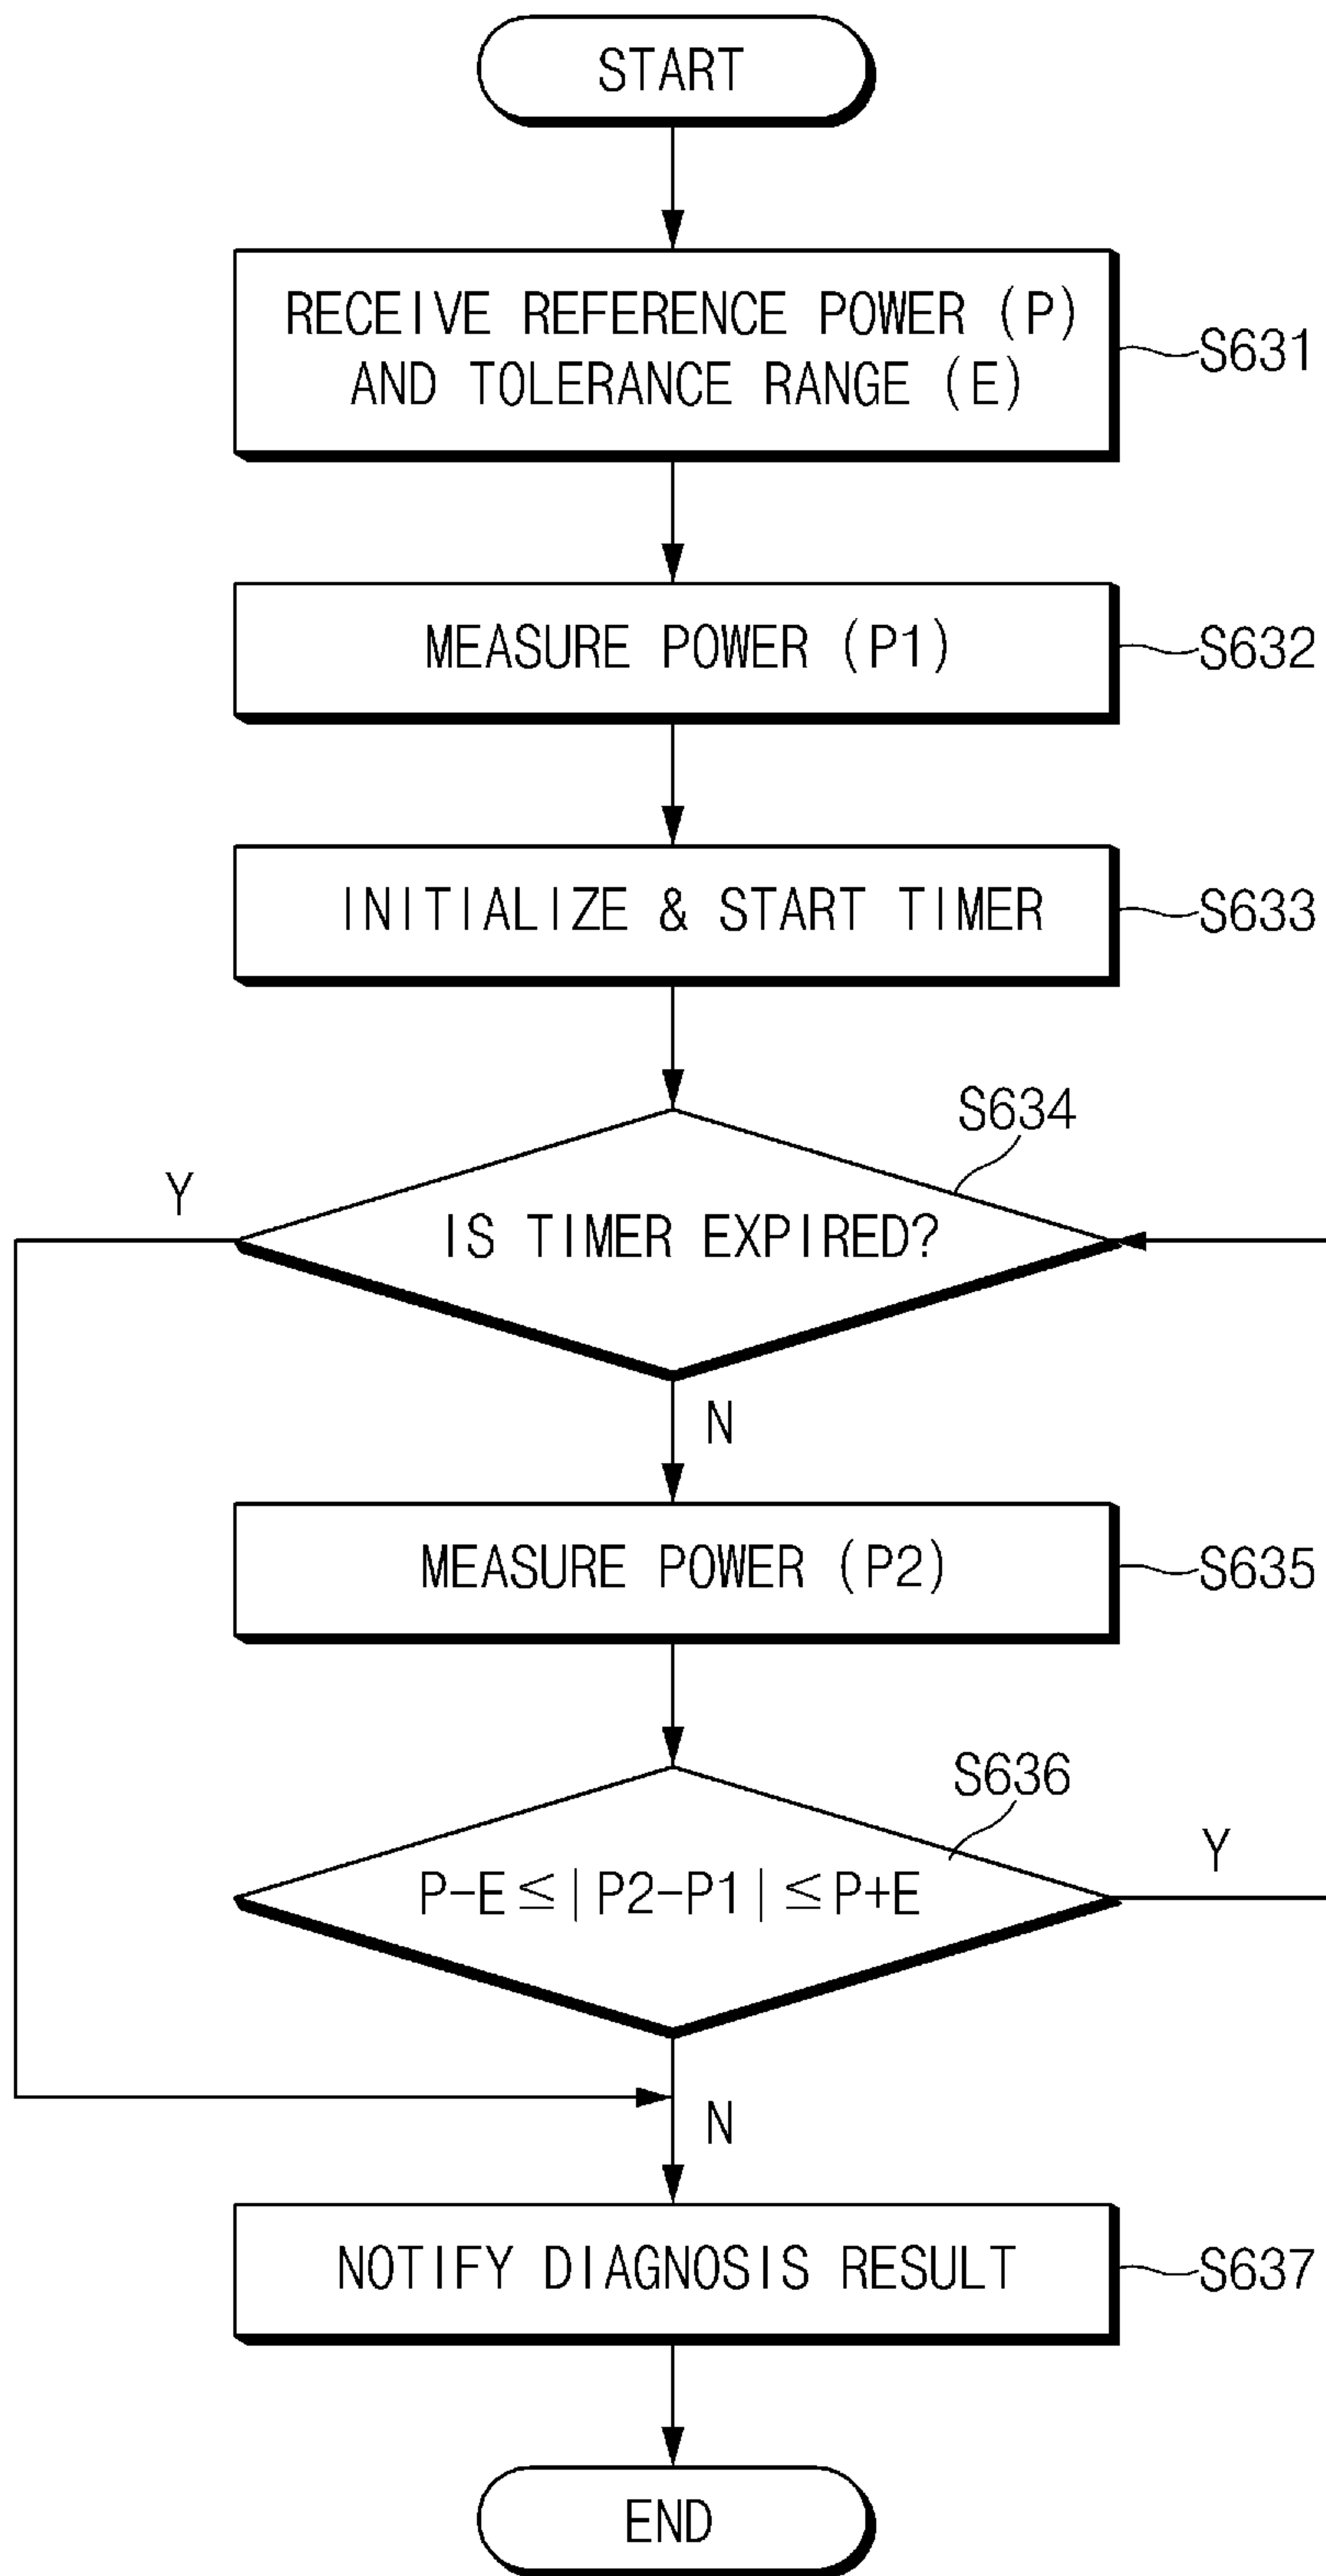 START
RECEIVE REFERENCE POWER (P)
AND TOLERANCE RANGE (E)
S631
MEASURE POWER (P1)
S632
INITIALIZE & START TIMER
S633
S634
Y
IS TIMER EXPIRED?
N
MEASURE POWER (P2)
S635
S636
Y
P-E≦|P2-P1|≦P+E
N
NOTIFY DIAGNOSIS RESULT
S637
END